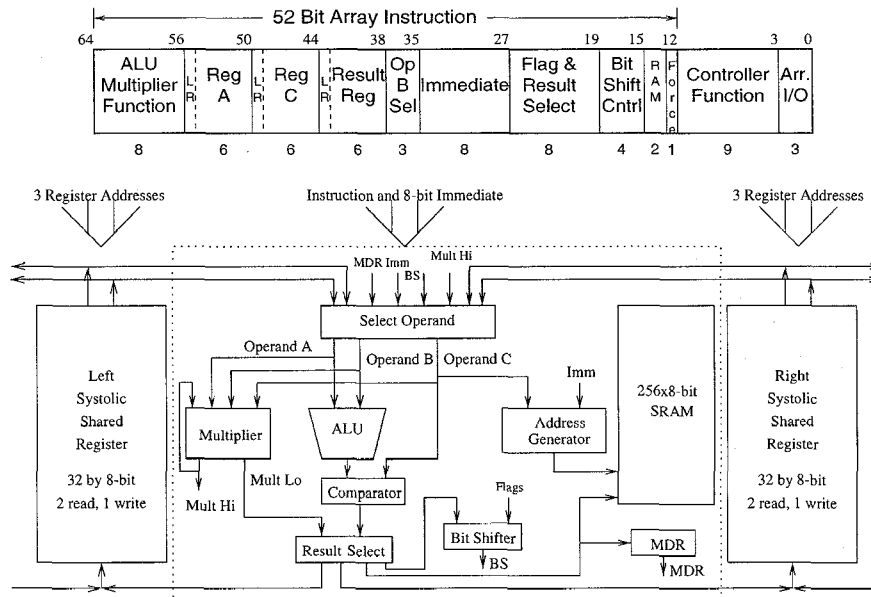 52 Bit Array Instruction
64 56 50 44 38 35 27 19 15 12 3 0
ALU Multiplier Function
LR
Reg A
LR
Reg C
LR
Result Reg
Op B Sel
Immediate
Flag & Result Select
Bit Shift Cntrl
RAM
Force
Controller Function
Arr. I/O
8 6 6 6 3 8 8 4 2 1 9 3
3 Register Addresses
Instruction and 8-bit Immediate
3 Register Addresses
MDR Imm
BS
Mult Hi
Select Operand
Operand A
Operand B
Operand C
Left
Systolic
Shared
Register
32 by 8-bit
2 read, 1 write
Multiplier
ALU
Imm
Address
Generator
256x8-bit
SRAM
Right
Systolic
Shared
Register
32 by 8-bit
2 read, 1 write
Mult Hi
Mult Lo
Comparator
Flags
Result Select
Bit Shifter
BS
MDR
MDR